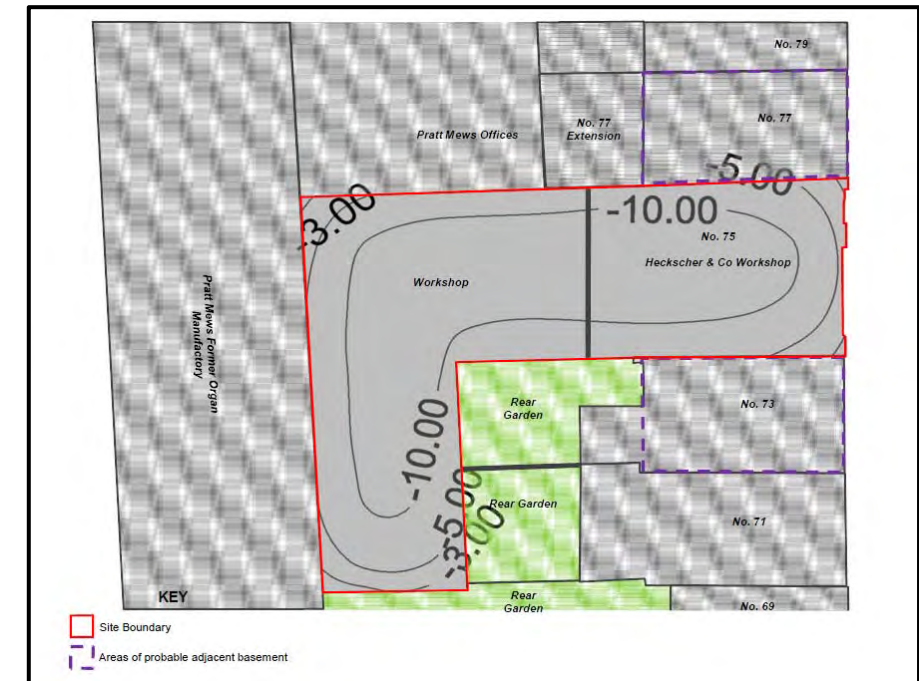 No. 79
No. 77
Pratt Mews Offices
No. 77
Extension
-5.00
-3.00
-10.00
No. 75
Heckscher & Co Workshop
Workshop
Pratt Mews Former Organ
Manufactory
Rear
Garden
No. 73
-10.00
-5.00
-3.00
Rear Garden
No. 71
KEY
Rear
Garden
No. 69
Site Boundary
Areas of probable adjacent basement